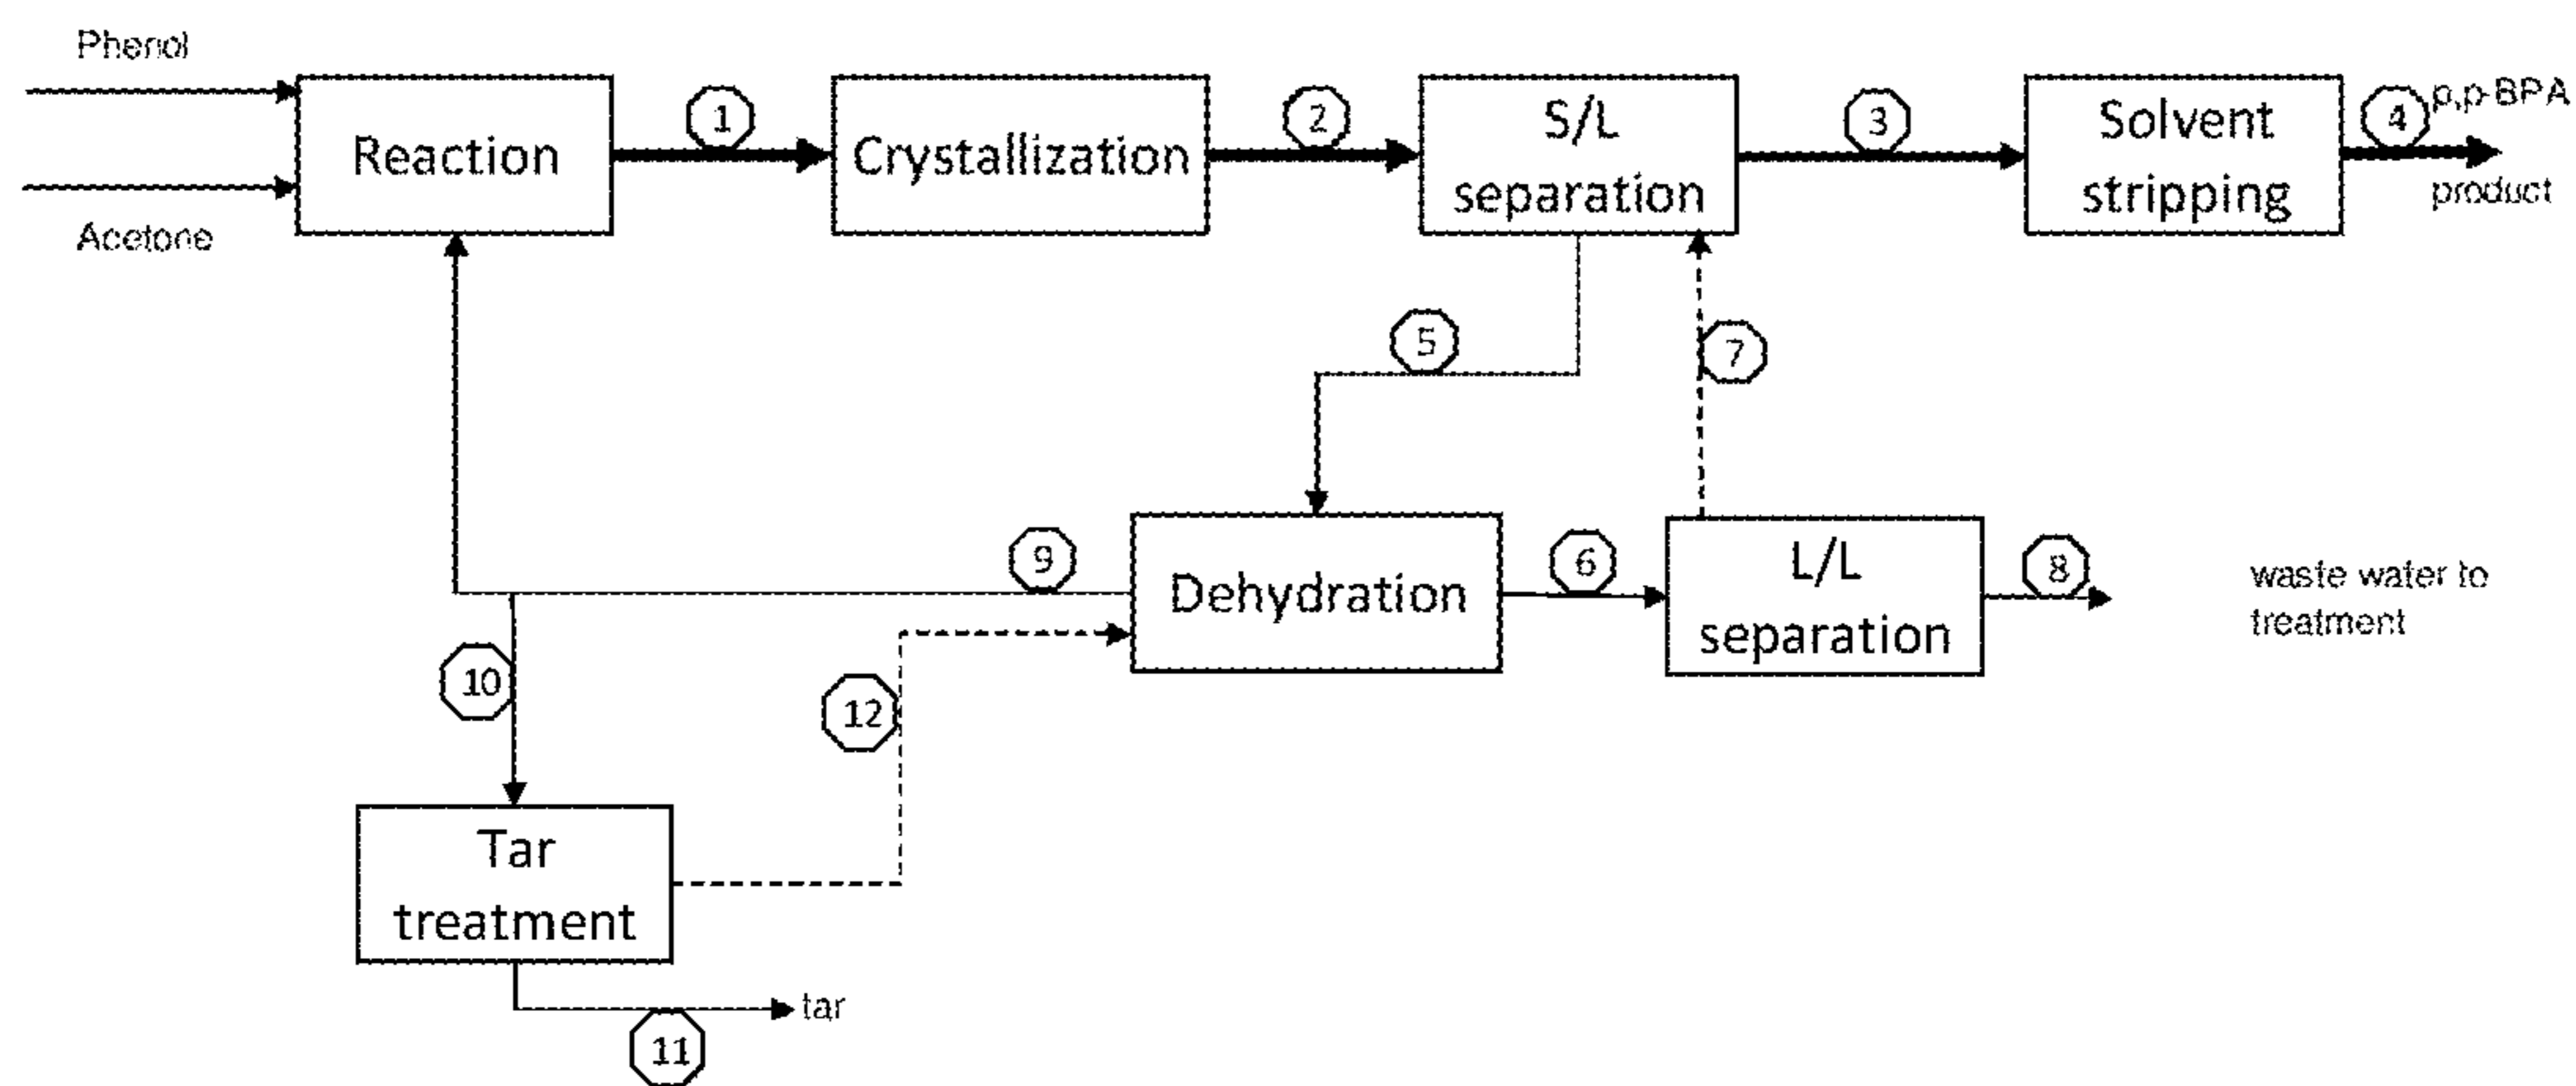 Phenol
Acetone
Reaction
1
Crystallization
2
S/L
separation
3
Solvent
stripping
4
p,p-BPA
product
5
7
9
Dehydration
6
L/L
separation
8
waste water to
treatment
10
12
Tar
treatment
tar
11